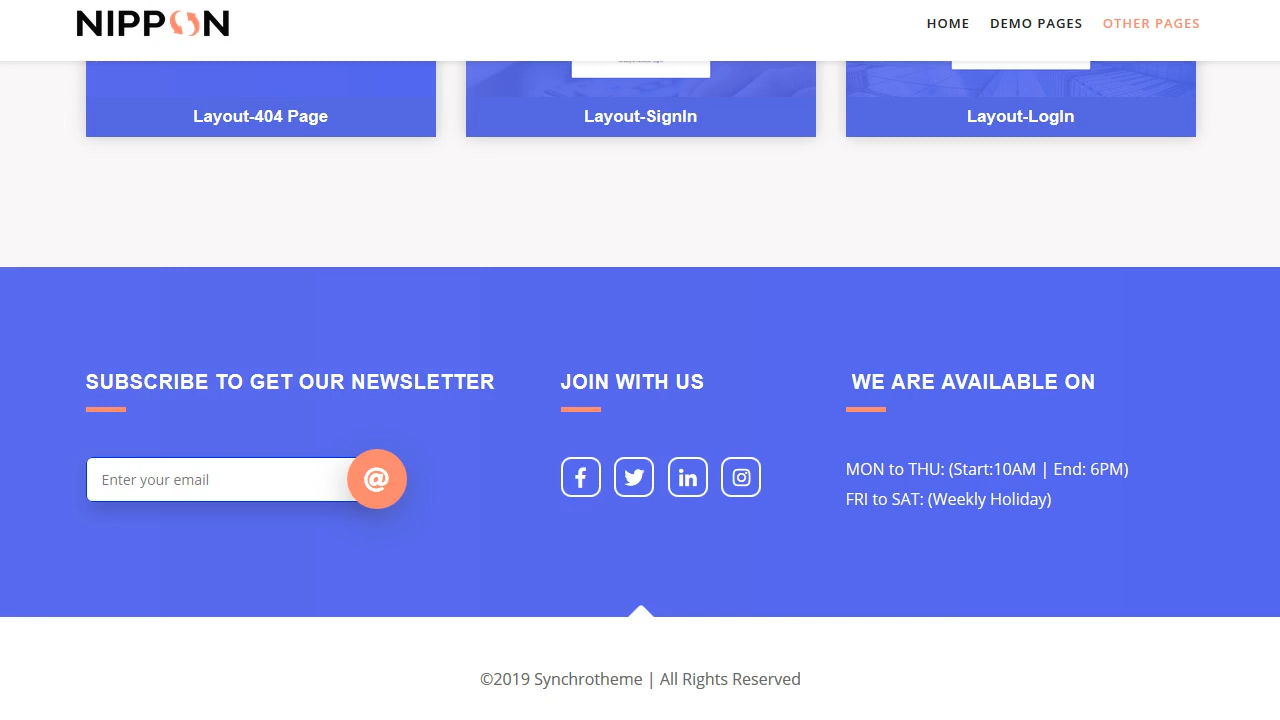 NIPPON
HOME DEMO PAGES OTHER PAGES
Layout-404 Page
Layout-SignIn
Layout-LogIn
SUBSCRIBE TO GET OUR NEWSLETTER
Enter your email
@
JOIN WITH US
WE ARE AVAILABLE ON
MON to THU: (Start:10AM | End: 6PM)
FRI to SAT: (Weekly Holiday)
©2019 Synchrotheme | All Rights Reserved